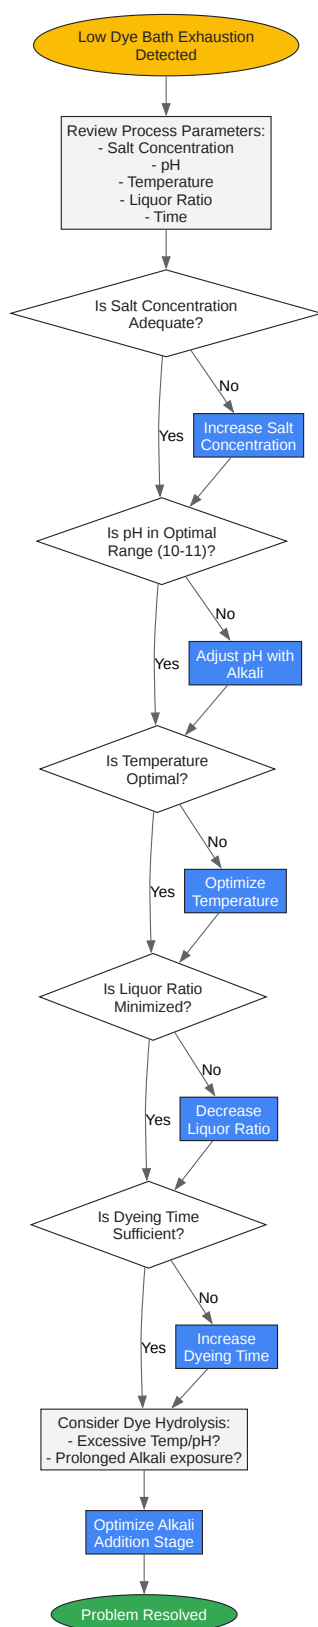 Low Dye Bath Exhaustion
Detected
Review Process Parameters:
- Salt Concentration
- pH
- Temperature
- Liquor Ratio
- Time
Is Salt Concentration
Adequate?
No
Yes
Increase Salt
Concentration
Is pH in Optimal
Range (10-11)?
No
Yes
Adjust pH with
Alkali
Is Temperature
Optimal?
No
Yes
Optimize
Temperature
Is Liquor Ratio
Minimized?
No
Yes
Decrease
Liquor Ratio
Is Dyeing Time
Sufficient?
No
Yes
Increase
Dyeing Time
Consider Dye Hydrolysis:
- Excessive Temp/pH?
- Prolonged Alkali exposure?
Optimize Alkali
Addition Stage
Problem Resolved